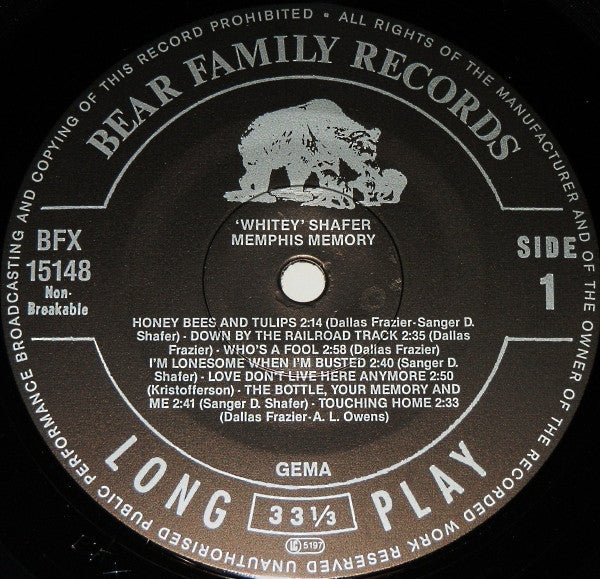 ALL RIGHTS OF THE MANUFACTURER AND OF THE OWNER OF THE RECORDED WORK RESERVED UNAUTHORISED PUBLIC PERFORMANCE BROADCASTING AND COPYING OF THIS RECORD PROHIBITED •
BEAR FAMILY RECORDS
'WHITEY' SHAFER
MEMPHIS MEMORY
BFX
15148
Non-
Breakable
SIDE
1
HONEY BEES AND TULIPS 2:14 (Dallas Frazier-Sanger D.
Shafer) - DOWN BY THE RAILROAD TRACK 2:35 (Dallas
Frazier) - WHO'S A FOOL 2:58 (Dallas Frazier)
I'M LONESOME WHEN I'M BUSTED 2:40 (Sanger D.
Shafer) - LOVE DON'T LIVE HERE ANYMORE 2:50
(Kristofferson) - THE BOTTLE, YOUR MEMORY AND
ME 2:41 (Sanger D. Shafer) - TOUCHING HOME 2:33
(Dallas Frazier-A. L. Owens)
GEMA
LONG PLAY
33 1/3
LC 5197